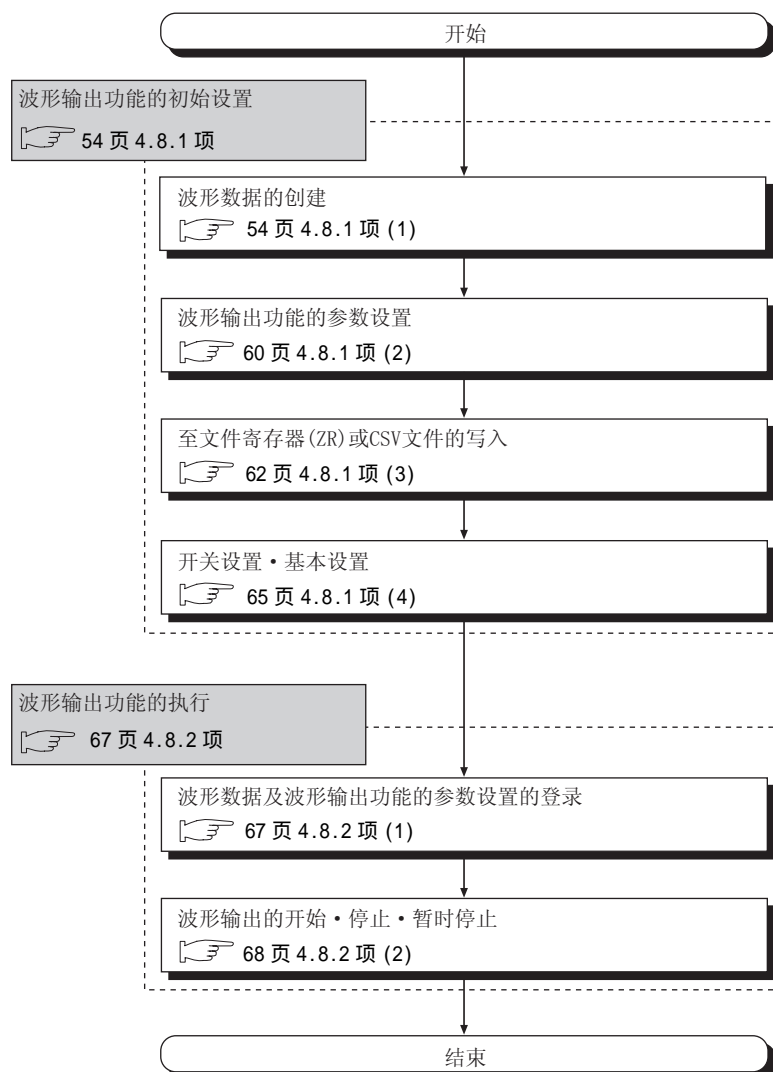 开始
波形输出功能的初始设置
54 页 4.8.1 项
波形数据的创建
54 页 4.8.1 项 (1)
波形输出功能的参数设置
60 页 4.8.1 项 (2)
至文件寄存器(ZR)或CSV文件的写入
62 页 4.8.1 项 (3)
开关设置·基本设置
65 页 4.8.1 项 (4)
波形输出功能的执行
67 页 4.8.2 项
波形数据及波形输出功能的参数设置的登录
67 页 4.8.2 项 (1)
波形输出的开始·停止·暂时停止
68 页 4.8.2 项 (2)
结束